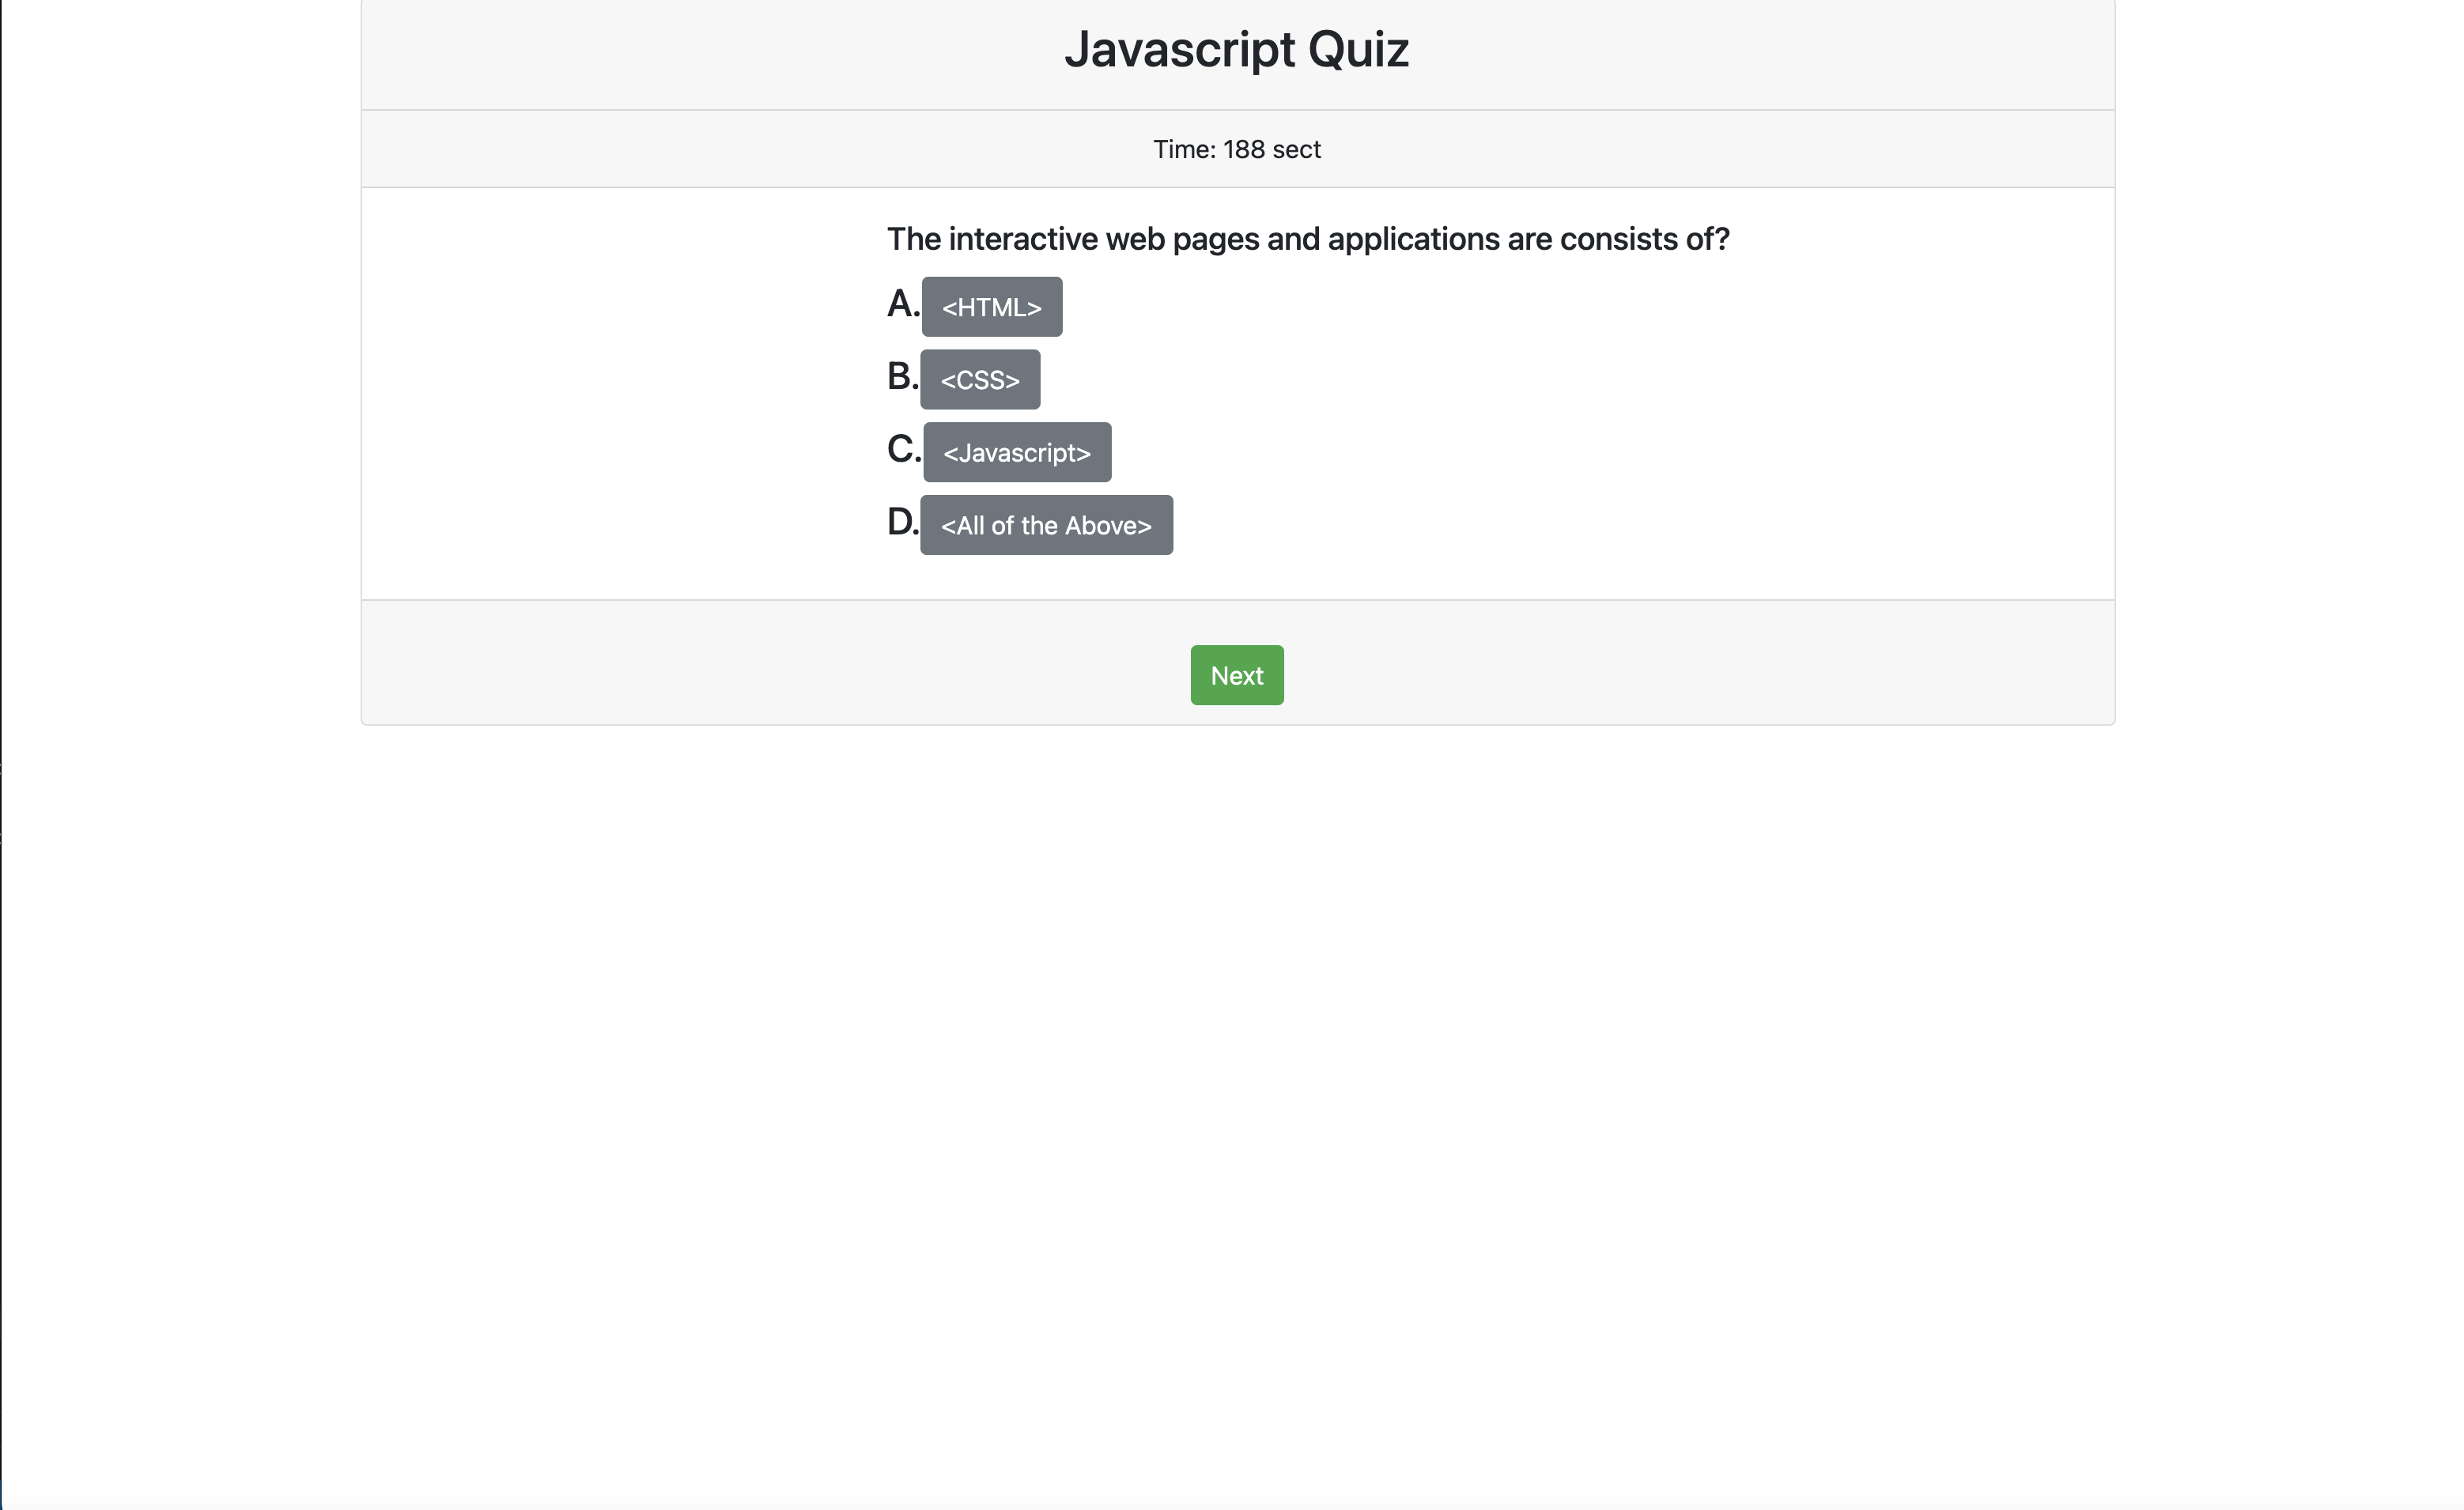 Javascript Quiz
Time: 188 sect
The interactive web pages and applications are consists of?
A. <HTML>
B. <CSS>
C. <Javascript>
D. <All of the Above>
Next